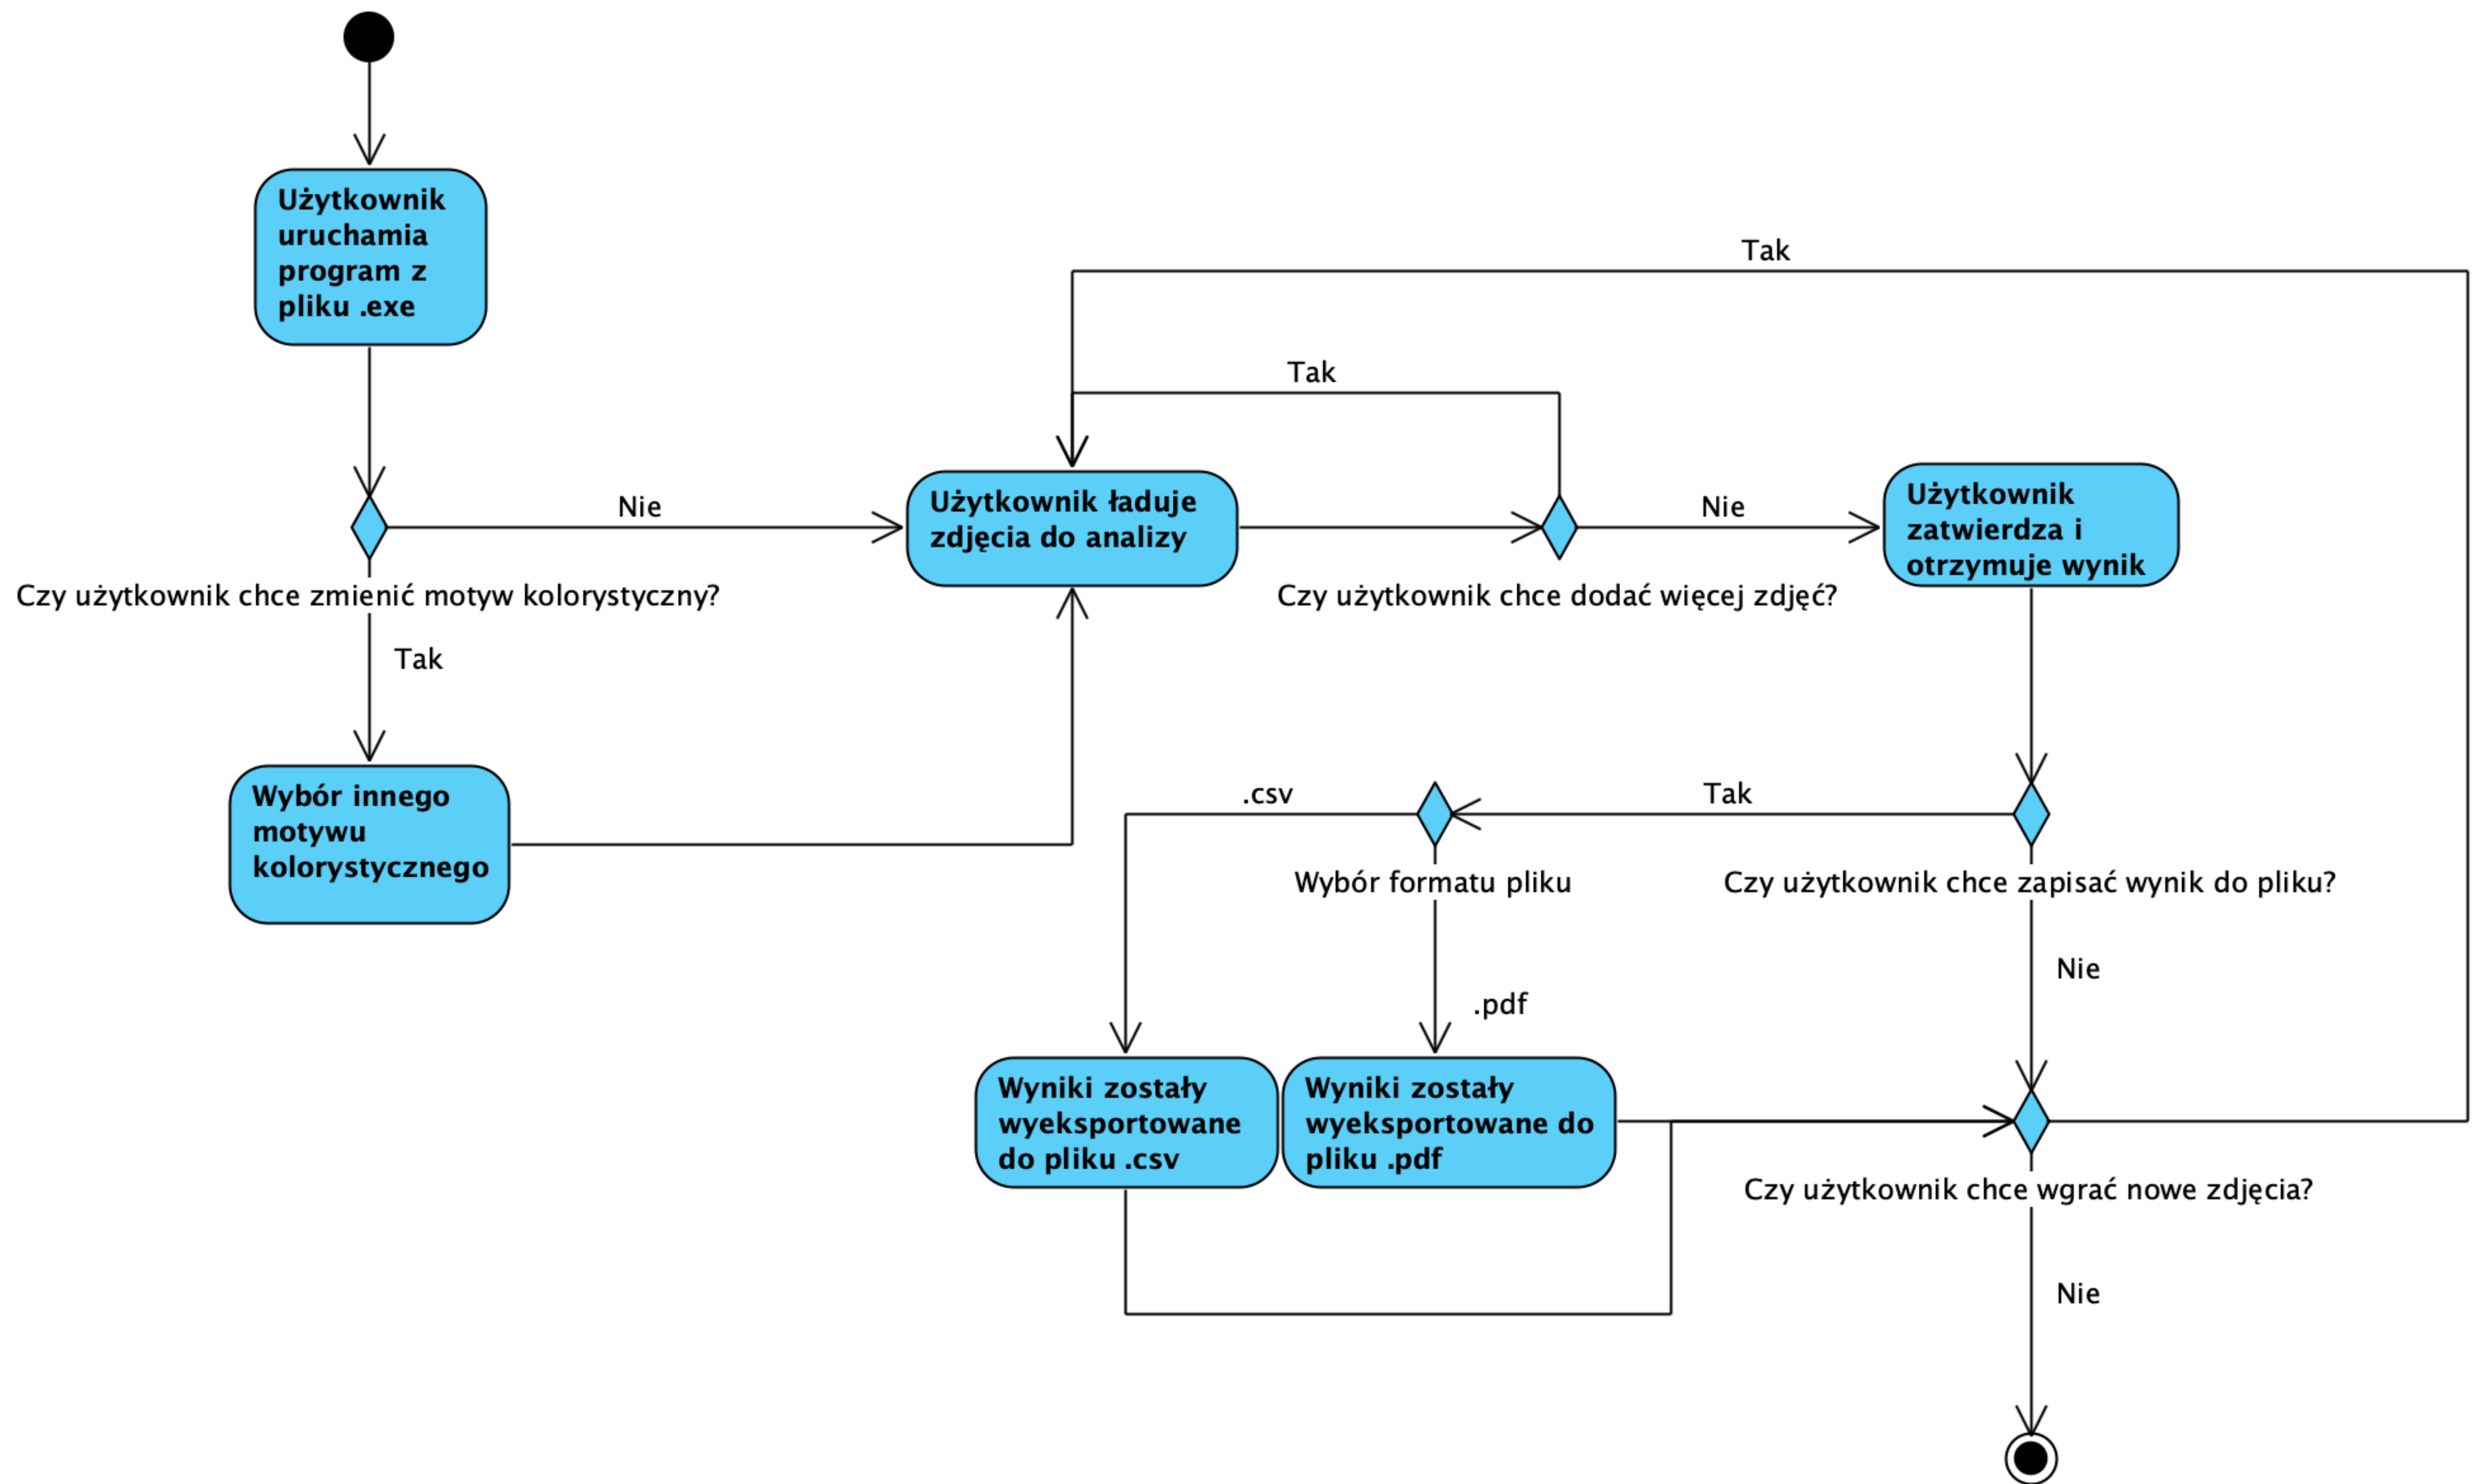 Użytkownik
uruchamia
program z
pliku .exe
Tak
Tak
Nie
Użytkownik ładuje
zdjęcia do analizy
Nie
Użytkownik
zatwierdza i
otrzymuje wynik
Czy użytkownik chce zmienić motyw kolorystyczny?
Czy użytkownik chce dodać więcej zdjęć?
Tak
Wybór innego
motywu
kolorystycznego
.csv
Tak
Wybór formatu pliku
Czy użytkownik chce zapisać wynik do pliku?
Nie
.pdf
Wyniki zostały
wyeksportowane
do pliku .csv
Wyniki zostały
wyeksportowane do
pliku .pdf
Czy użytkownik chce wgrać nowe zdjęcia?
Nie